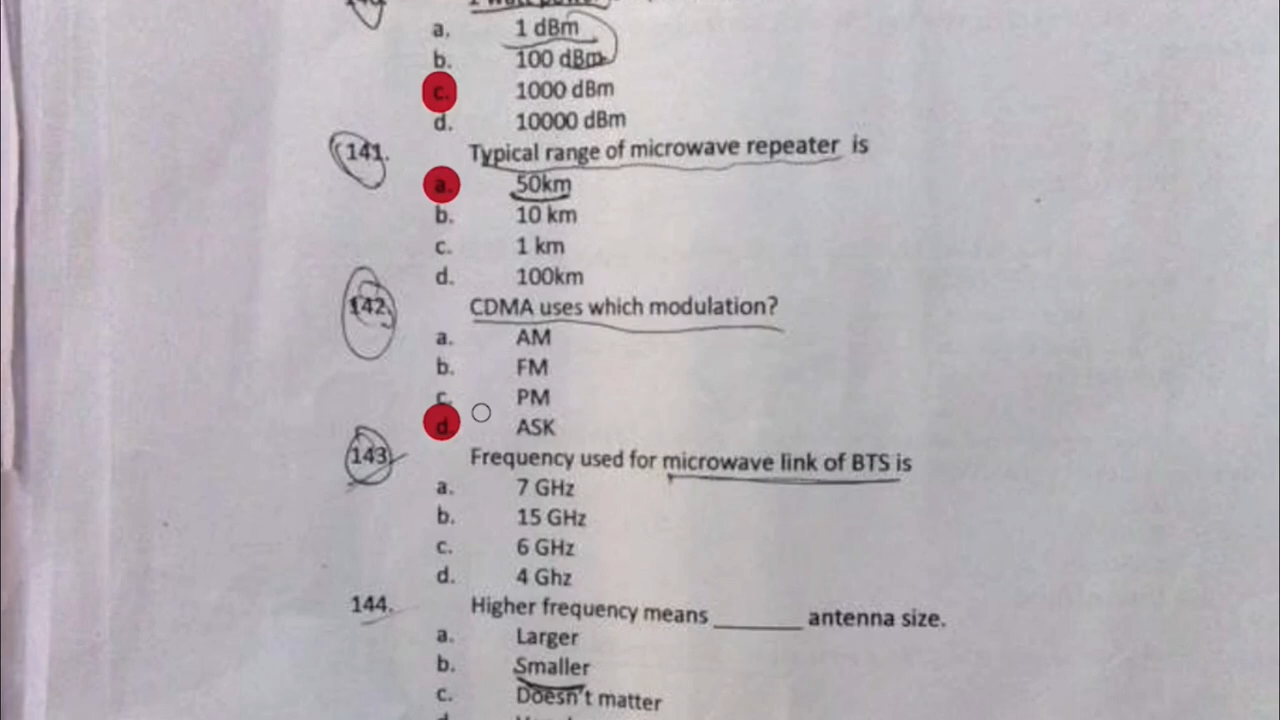 a. 1 dBm
b. 100 dBm
c. 1000 dBm
d. 10000 dBm
141. Typical range of microwave repeater is
a. 50km
b. 10 km
c. 1 km
d. 100km
142. CDMA uses which modulation?
a. AM
b. FM
c. PM
d. ASK
143. Frequency used for microwave link of BTS is
a. 7 GHz
b. 15 GHz
c. 6 GHz
d. 4 Ghz
144. Higher frequency means ______ antenna size.
a. Larger
b. Smaller
c. Doesn't matter